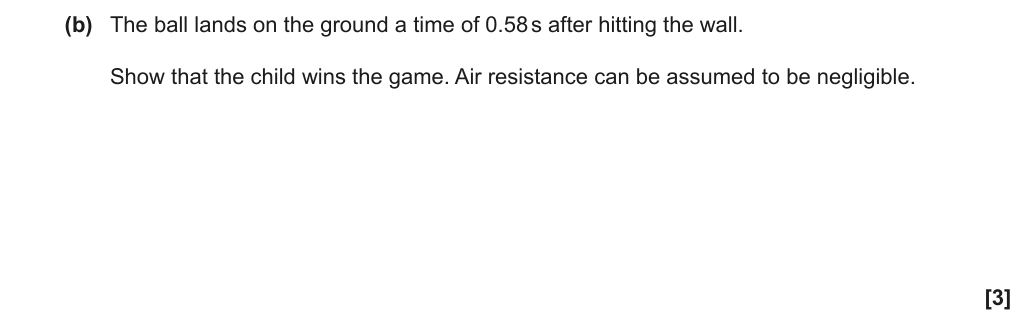 (b) The ball lands on the ground a time of 0.58 s after hitting the wall.
Show that the child wins the game. Air resistance can be assumed to be negligible.
[3]